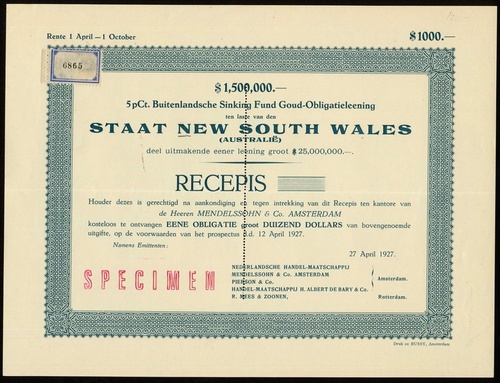 Rente 1 April — 1 October
$ 1000.—
6865
$ 1,500,000.—
5 pCt. Buitenlandsche Sinking Fund Goud-Obligatieleening
ten laste van den
STAAT NEW SOUTH WALES
(AUSTRALIË)
deel uitmakende eener leening groot $ 25,000,000.—.
RECEPIS
Houder dezes is gerechtigd na aankondiging en tegen intrekking van dit Recepis ten kantore van
de Heeren MENDELSSOHN & Co. AMSTERDAM
kosteloos te ontvangen EENE OBLIGATIE groot DUIZEND DOLLARS van bovengenoemde
uitgifte, op de voorwaarden van het prospectus d.d. 12 April 1927.
Namens Emittenten:
27 April 1927.
SPECIMEN
NEDERLANDSCHE HANDEL-MAATSCHAPPIJ
MENDELSSOHN & Co. AMSTERDAM
PIERSON & Co.
HANDEL-MAATSCHAPPIJ H. ALBERT DE BARY & Co.
Amsterdam.
R. MEES & ZOONEN,
Rotterdam.
Druk de BUSSY, Amsterdam